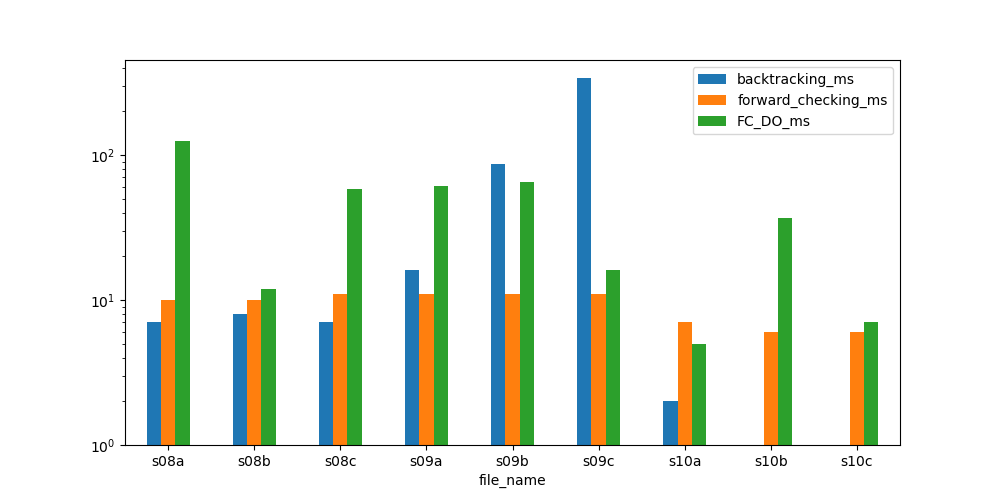 backtracking_ms
forward_checking_ms
FC_DO_ms
10²
10¹
10⁰
s08a s08b s08c s09a s09b s09c s10a s10b s10c
file_name